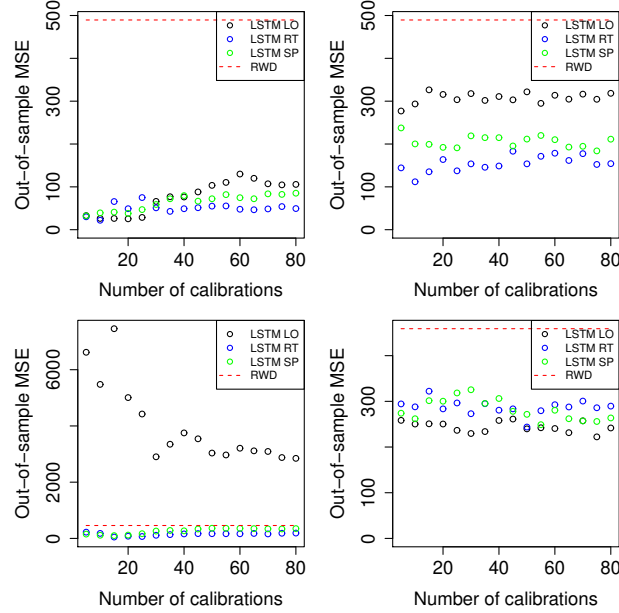 Out-of-sample MSE
500
300
100
0
LSTM LO
LSTM RT
LSTM SP
RWD
20 40 60 80
Number of calibrations
Out-of-sample MSE
500
300
100
0
LSTM LO
LSTM RT
LSTM SP
RWD
20 40 60 80
Number of calibrations
Out-of-sample MSE
6000
2000
0
LSTM LO
LSTM RT
LSTM SP
RWD
20 40 60 80
Number of calibrations
Out-of-sample MSE
500
300
100
0
LSTM LO
LSTM RT
LSTM SP
RWD
20 40 60 80
Number of calibrations